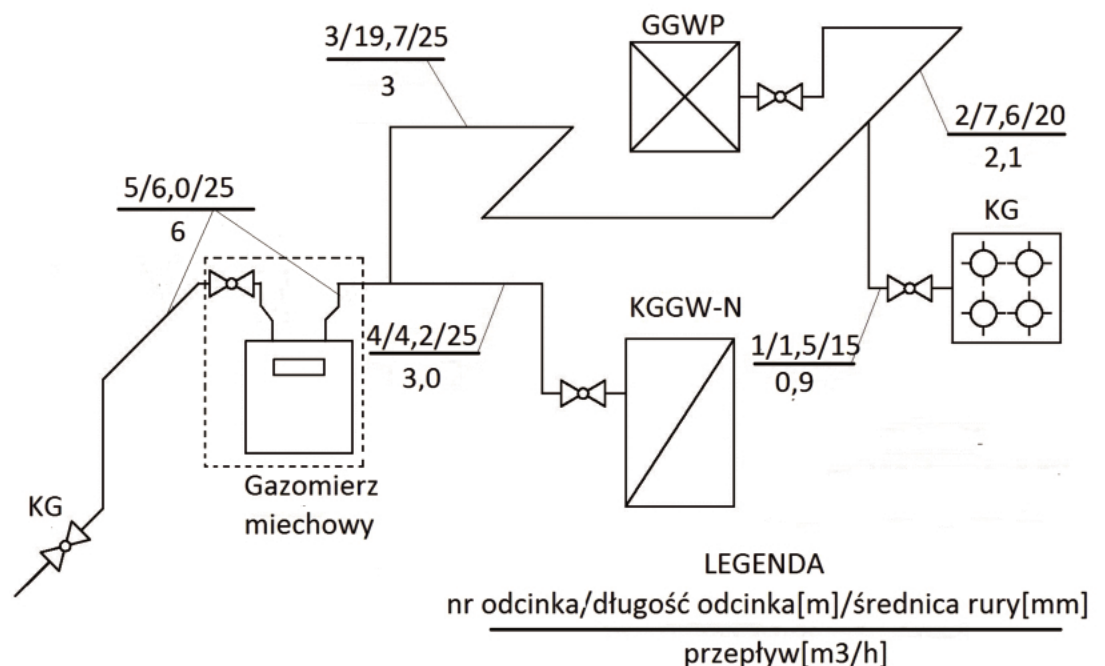 GGWP
3/19,7/25
3
2/7,6/20
2,1
5/6,0/25
6
KG
KGGW-N
4/4,2/25
3,0
1/1,5/15
0,9
Gazomierz
miechowy
KG
LEGENDA
nr odcinka/długość odcinka[m]/średnica rury[mm]
przepływ[m3/h]